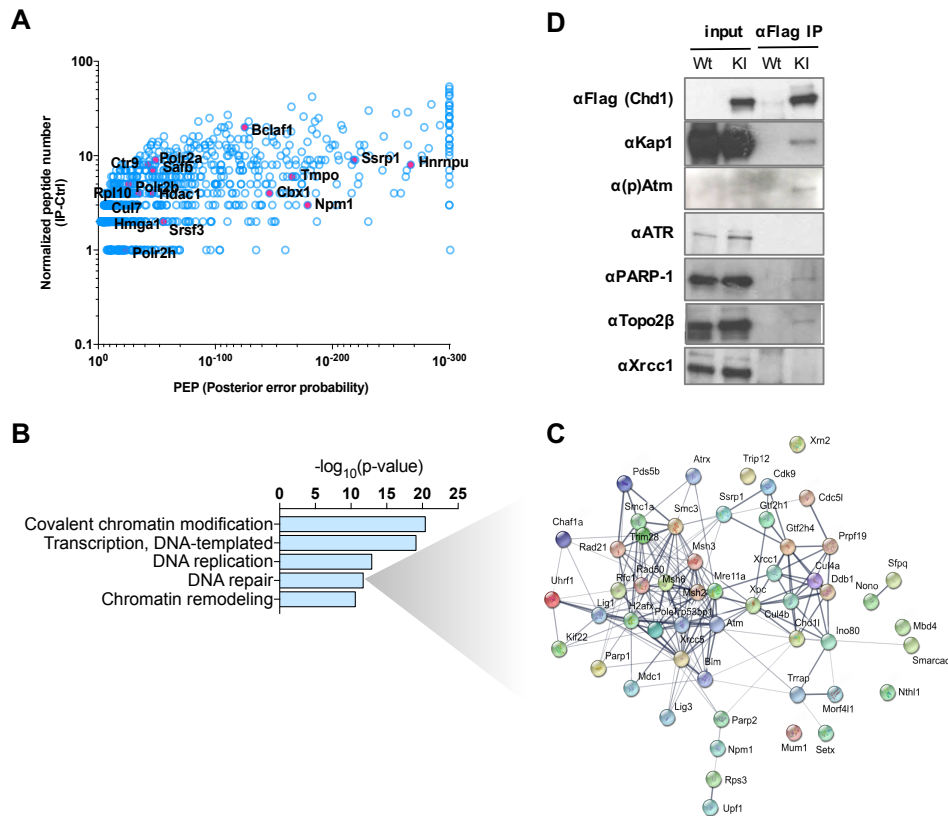 A
Normalized peptide number
(IP-Ctrl)
100
10
1
0.1
Bclaf1
Ctr9
Polr2a
Safb
Ssrp1
Hnrnpu
Rpl10
Polr2b
Hdac1
Tmpo
Cbx1
Cul7
Npm1
Hmga1
Srsf3
Polr2h
10^0
10^-100
10^-200
10^-300
PEP (Posterior error probability)
D
input
αFlag IP
Wt
KI
Wt
KI
αFlag (Chd1)
αKap1
α(p)Atm
αATR
αPARP-1
αTopo2β
αXrcc1
B
-log10(p-value)
0 5 10 15 20 25
Covalent chromatin modification
Transcription, DNA-templated
DNA replication
DNA repair
Chromatin remodeling
C
Xrn2
Trip12
Atrx
Pds5b
Cdk9
Smc3
Smc1a
Ssrp1
Cdc5l
Gtf2h1
Chaf1a
Trim28
Gtf2h4
Prpf19
Rad21
Msh3
Xrcc1
Cul4a
Sfpq
Rad50
Msh6
Mre11a
Ddb1
Nono
Uhrf1
Rfc1
Msh2
Xpc
Lig1
H2afx
Pole
Trp53bp1
Cul4b
Chd1l
Mbd4
Atm
Ino80
Kif22
Xrcc5
Smarcad
Parp1
Blm
Mdc1
Trrap
Nthl1
Morf4l1
Lig3
Parp2
Mum1
Setx
Npm1
Rps3
Upf1